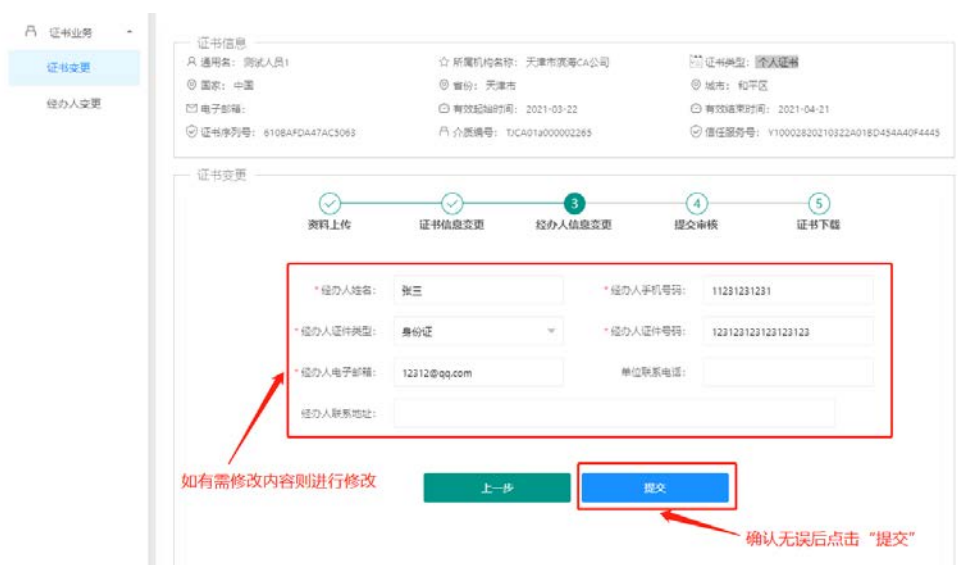 证书业务
证书变更
经办人变更
证书信息
通用名: 测试人员1 所属机构名称: 天津市滨海CA公司 证书类型: 个人证书
国家: 中国 省份: 天津市 城市: 和平区
电子邮箱: 有效起始时间: 2021-03-22 有效结束时间: 2021-04-21
证书序列号: 6108AFDA47AC5063 介质编号: TJCA01a000002265 信任服务号: Y10002820210322A018D454A40F4445
证书变更
3 4 5
资料上传 证书信息变更 经办人信息变更 提交审核 证书下载
*经办人姓名: 张三 *经办人手机号码: 11231231231
*经办人证件类型: 身份证 *经办人证件号码: 123123123123123123
*经办人电子邮箱: 12312@qq.com 单位联系电话:
经办人联系地址:
如有需修改内容则进行修改
上一步 提交
确认无误后点击“提交”